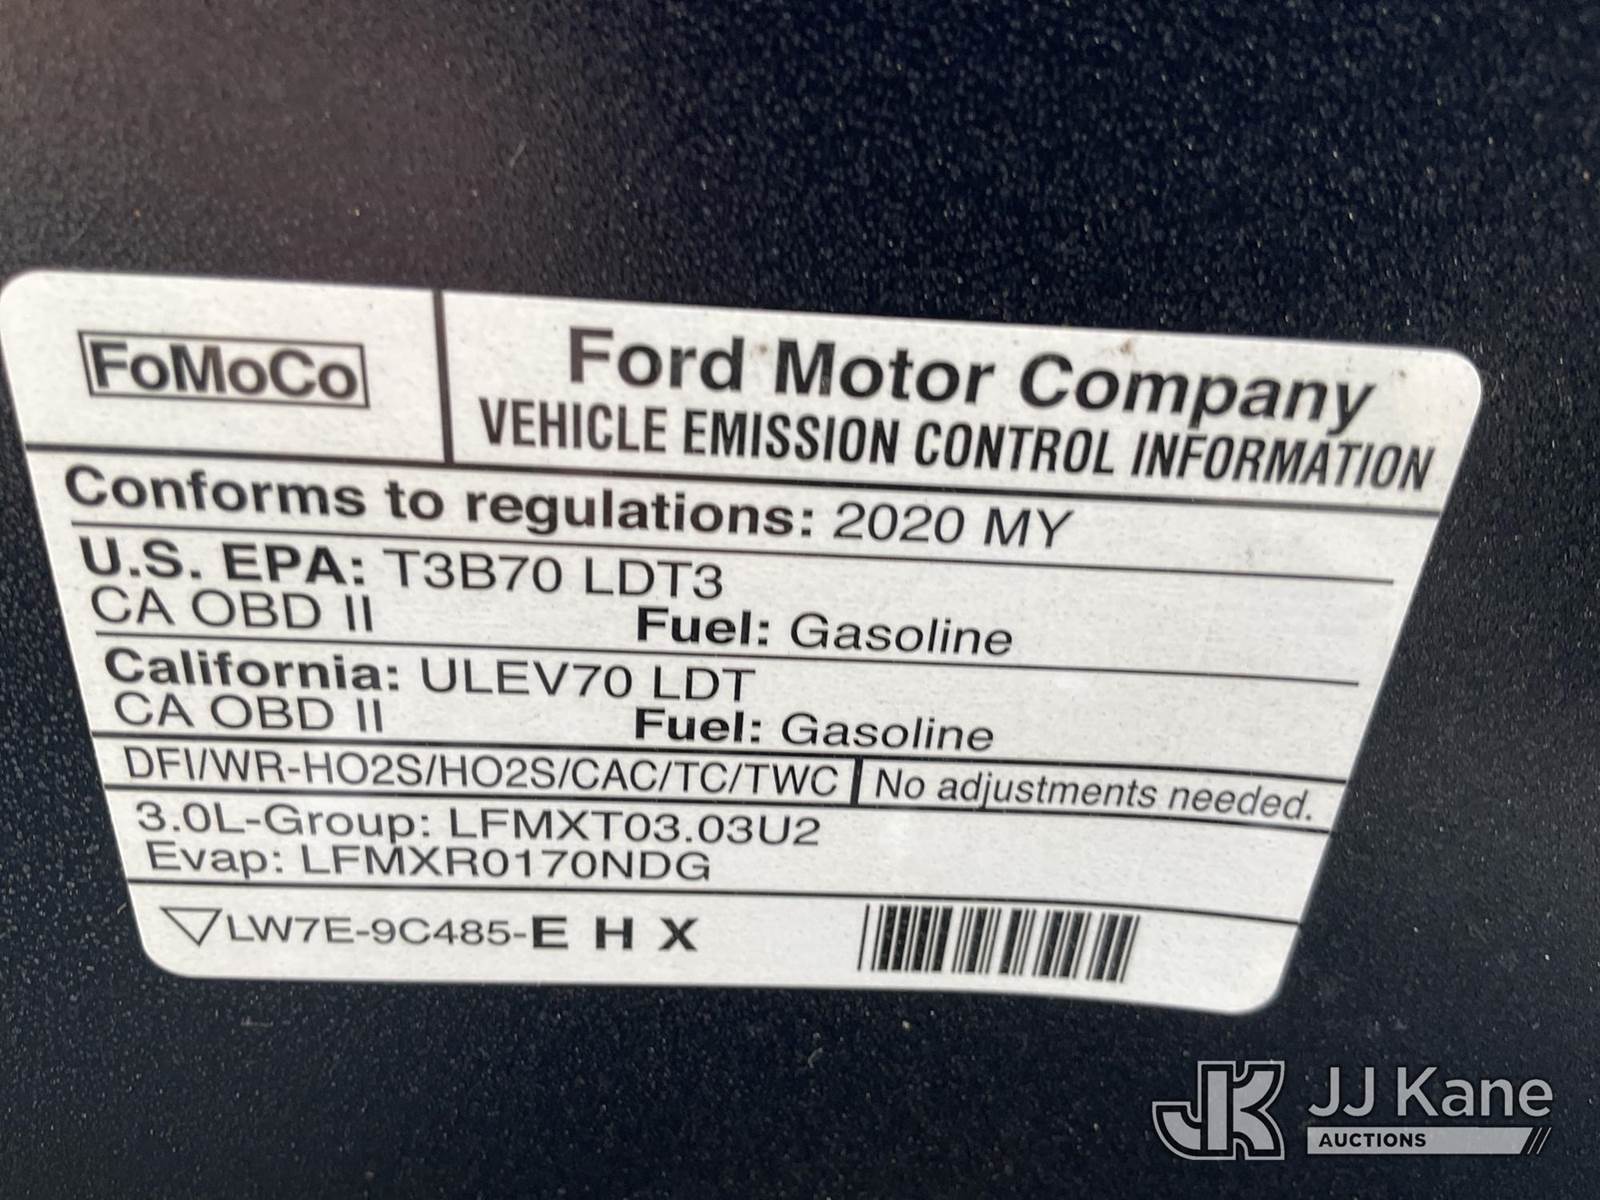 FoMoCo
Ford Motor Company
VEHICLE EMISSION CONTROL INFORMATION
Conforms to regulations: 2020 MY
U.S. EPA: T3B70 LDT3
CA OBD II Fuel: Gasoline
California: ULEV70 LDT
CA OBD II Fuel: Gasoline
DFI/WR-HO2S/HO2S/CAC/TC/TWC No adjustments needed.
3.0L-Group: LFMXT03.03U2
Evap: LFMXR0170NDG
LW7E-9C485-E H X
JK JJ Kane
AUCTIONS